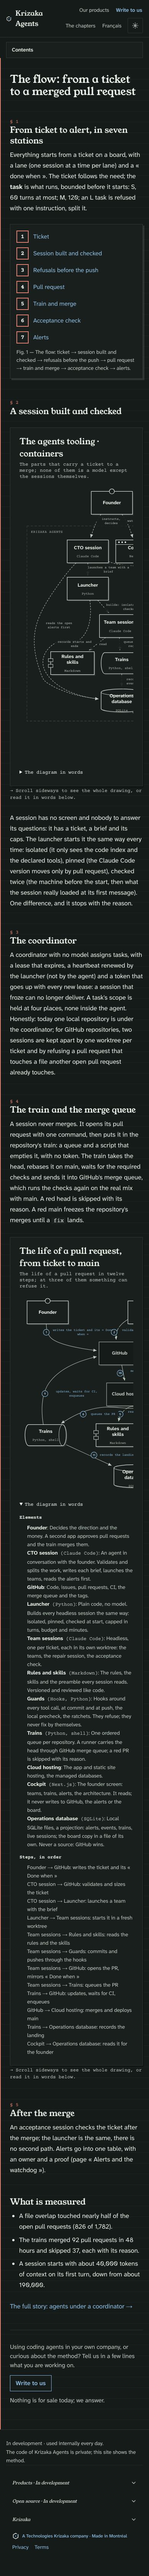 Krizaka
Agents
Our products
Write to us
The chapters
Français
Contents
The flow: from a ticket
to a merged pull request
§ 1
From ticket to alert, in seven
stations
Everything starts from a ticket on a board, with
a lane (one session at a time per lane) and a «
done when ». The ticket follows the need; the
task is what runs, bounded before it starts: S,
60 turns at most; M, 120; an L task is refused
with one instruction, split it.
1 Ticket
2 Session built and checked
3 Refusals before the push
4 Pull request
5 Train and merge
6 Acceptance check
7 Alerts
Fig. 1 — The flow: ticket → session built and
checked → refusals before the push → pull request
→ train and merge → acceptance check → alerts.
§ 2
A session built and checked
The agents tooling ·
containers
The parts that carry a ticket to a
merge; none of them is a model except
the sessions themselves.
Founder
KRIZAKA AGENTS
CTO session
Claude Code
Launcher
Python
Team session
Claude Code
Rules and
skills
Markdown
Trains
Python, shell
Operations
database
SQLite
▶ The diagram in words
→ Scroll sideways to see the whole drawing, or
read it in words below.
A session has no screen and nobody to answer
its questions: it has a ticket, a brief and two
caps. The launcher starts it the same way every
time: isolated (it only sees the code index and
the declared tools), pinned (the Claude Code
version moves only by pull request), checked
twice (the machine before the start, then what
the session really loaded at its first message).
One difference, and it stops with the reason.
§ 3
The coordinator
A coordinator with no model assigns tasks, with
a lease that expires, a heartbeat renewed by
code (the launcher or the agent) and a token that
goes up with every new lease: a session that
froze can no longer deliver. A task's scope is
held at four places, none inside the agent.
Honestly: today only one local repository is
under the coordinator; for GitHub repositories, two
sessions are kept apart by one worktree per
ticket and by refusing a pull request that
touches a file another open pull request
already touches.
§ 4
The train and the merge queue
A session never merges. It opens its pull
request with one command, then puts it in the
repository's train: a queue and a script that
empties it, with no token. The train takes the
head, rebases it on main, waits for the required
checks and sends it into GitHub's merge queue,
which runs the checks again on the real mix
with main. A red head is skipped with its
reason. A red main freezes the repository's
merges until a fix lands.
The life of a pull request,
from ticket to main
The life of a pull request in twelve
steps; at three of them something can
refuse it.
Founder
GitHub
Cloud hosting
Trains
Python, shell
Rules and
skills
Markdown
▼ The diagram in words
Elements
Founder: Decides the direction and the
money. A second app approves pull requests
and the train merges them.
CTO session (Claude Code): An agent in
conversation with the founder. Validates and
splits the work, writes each brief, launches the
teams, reads the alerts first.
GitHub: Code, issues, pull requests, CI, the
merge queue and the tags.
Launcher (Python): Plain code, no model.
Builds every headless session the same way:
isolated, pinned, checked at start, capped in
turns, budget and minutes.
Team sessions (Claude Code): Headless,
one per ticket, each in its own worktree: the
teams, the repair session, the acceptance
check.
Rules and skills (Markdown): The rules, the
skills and the preamble every session reads.
Versioned and reviewed like code.
Guards (Hooks, Python): Hooks around
every tool call, at commit and at push, the
local precheck, the ratchets. They refuse; they
never fix by themselves.
Trains (Python, shell): One ordered
queue per repository. A runner carries the
head through GitHub merge queue; a red PR
is skipped with its reason.
Cloud hosting: The app and static site
hosting, the managed databases.
Cockpit (Next.js): The founder screen:
teams, trains, alerts, the architecture. It reads;
it never writes to GitHub, the alerts or the
board.
Operations database (SQLite): Local
SQLite files, a projection: alerts, events, trains,
live sessions; the board copy in a file of its
own. Never a source: GitHub wins.
Steps, in order
Founder → GitHub: writes the ticket and its «
Done when »
CTO session → GitHub: validates and sizes
the ticket
CTO session → Launcher: launches a team
with the brief
Launcher → Team sessions: starts it in a fresh
worktree
Team sessions → Rules and skills: reads the
rules and the skills
Team sessions → Guards: commits and
pushes through the hooks
Team sessions → GitHub: opens the PR,
mirrors « Done when »
Team sessions → Trains: queues the PR
Trains → GitHub: updates, waits for CI,
enqueues
GitHub → Cloud hosting: merges and deploys
main
Trains → Operations database: records the
landing
Cockpit → Operations database: reads it for
the founder
→ Scroll sideways to see the whole drawing, or
read it in words below.
§ 5
After the merge
An acceptance session checks the ticket after
the merge; the launcher is the same, there is
no second path. Alerts go into one table, with
an owner and a proof (page « Alerts and the
watchdog »).
What is measured
• A file overlap touched nearly half of the
open pull requests (826 of 1,782).
• The trains merged 92 pull requests in 48
hours and skipped 37, each with its reason.
• A session starts with about 40,000 tokens
of context on its first turn, down from about
190,000.
The full story: agents under a coordinator →
Using coding agents in your own company, or
curious about the method? Tell us in a few lines
what you are working on.
Write to us
Nothing is for sale today; we answer.
In development · used internally every day.
The code of Krizaka Agents is private; this site shows the
method.
Products · In development
Open source · In development
Krizaka
A Technologies Krizaka company · Made in Montréal
Privacy
Terms